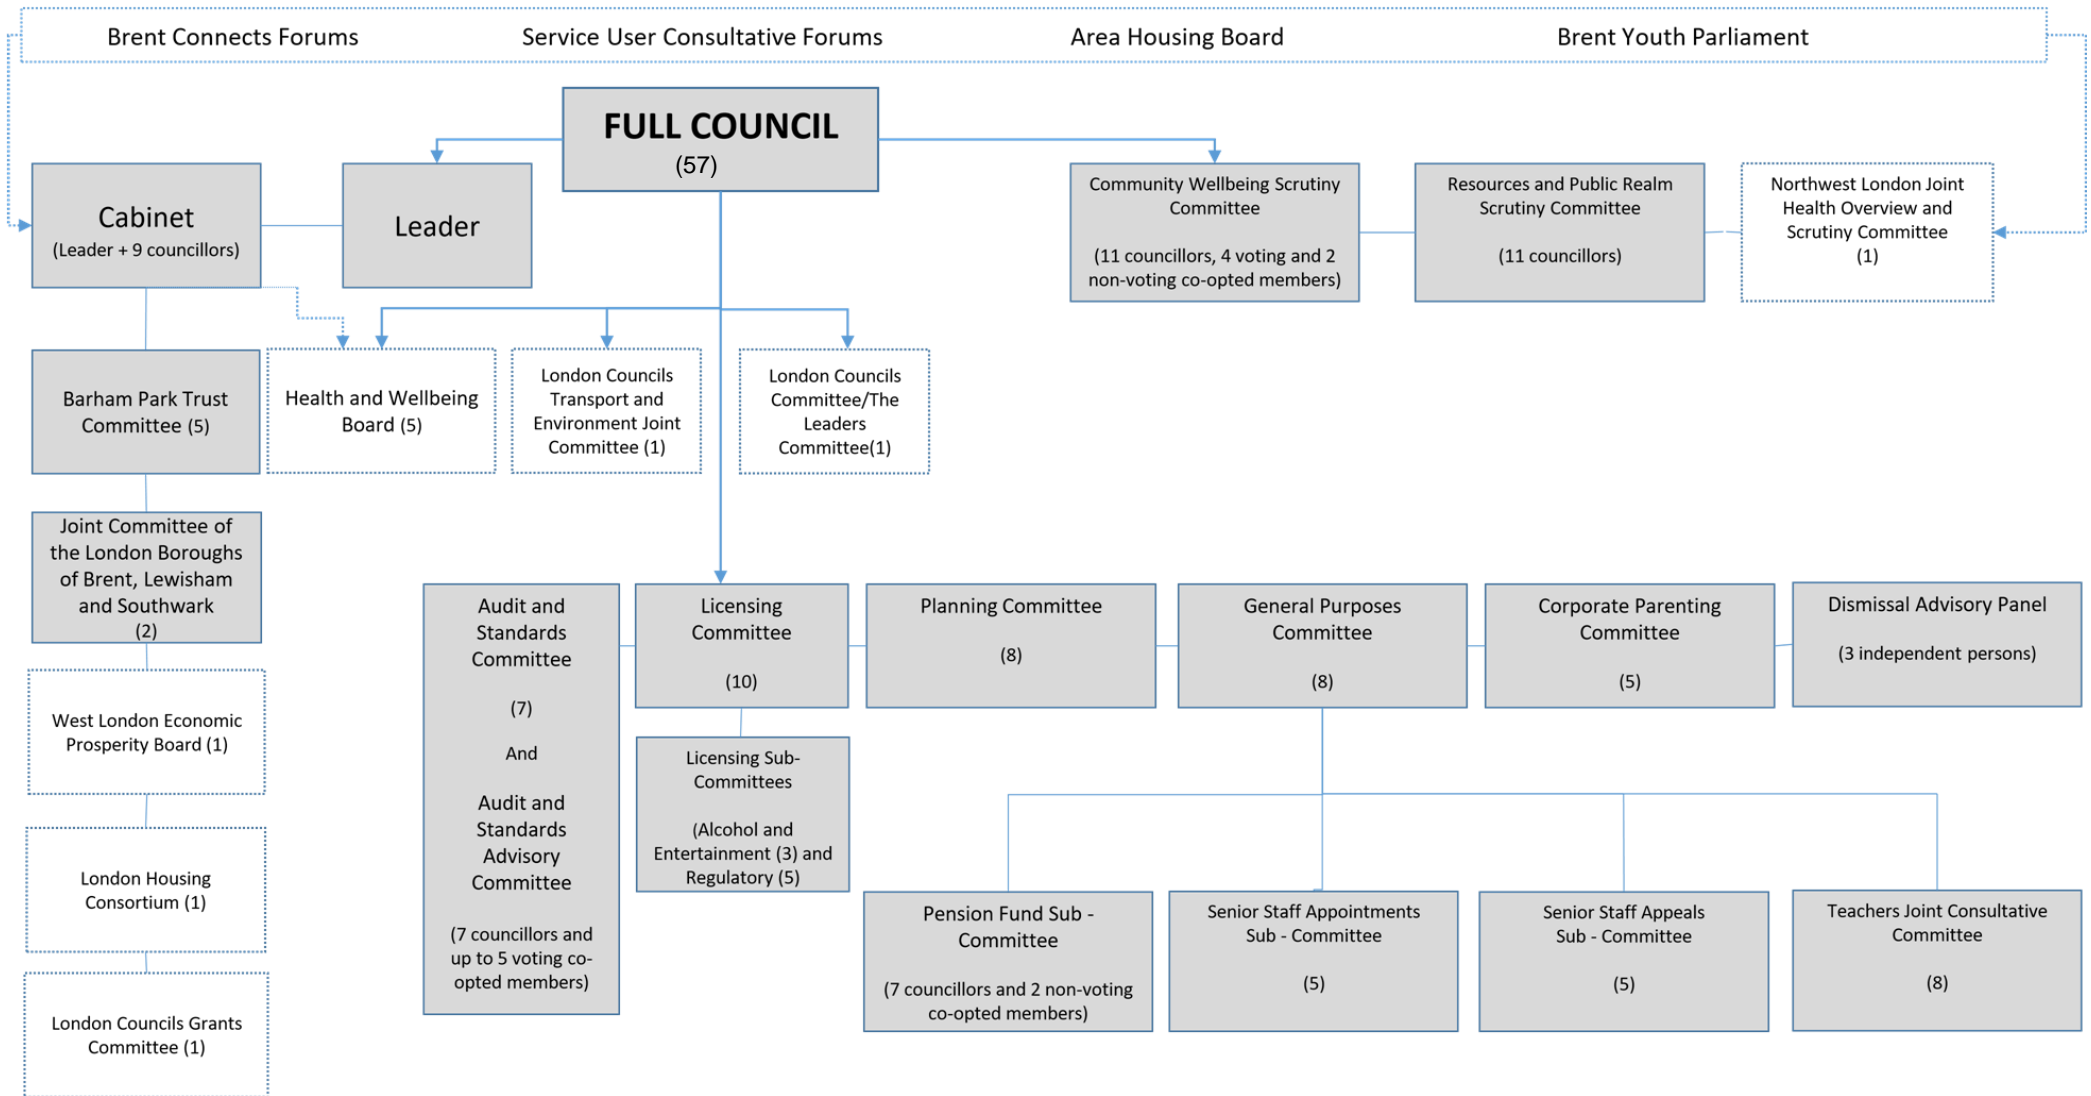 Brent Connects Forums
Service User Consultative Forums
Area Housing Board
Brent Youth Parliament
FULL COUNCIL
(57)
Cabinet
(Leader + 9 councillors)
Leader
Community Wellbeing Scrutiny
Committee
(11 councillors, 4 voting and 2
non-voting co-opted members)
Resources and Public Realm
Scrutiny Committee
(11 councillors)
Northwest London Joint
Health Overview and
Scrutiny Committee
(1)
Barham Park Trust
Committee (5)
Health and Wellbeing
Board (5)
London Councils
Transport and
Environment Joint
Committee (1)
London Councils
Committee/The
Leaders
Committee(1)
Joint Committee of
the London Boroughs
of Brent, Lewisham
and Southwark
(2)
West London Economic
Prosperity Board (1)
London Housing
Consortium (1)
London Councils Grants
Committee (1)
Audit and
Standards
Committee
(7)
And
Audit and
Standards
Advisory
Committee
(7 councillors and
up to 5 voting co-
opted members)
Licensing
Committee
(10)
Licensing Sub-
Committees
(Alcohol and
Entertainment (3) and
Regulatory (5)
Planning Committee
(8)
General Purposes
Committee
(8)
Corporate Parenting
Committee
(5)
Dismissal Advisory Panel
(3 independent persons)
Pension Fund Sub -
Committee
(7 councillors and 2 non-voting
co-opted members)
Senior Staff Appointments
Sub - Committee
(5)
Senior Staff Appeals
Sub - Committee
(5)
Teachers Joint Consultative
Committee
(8)